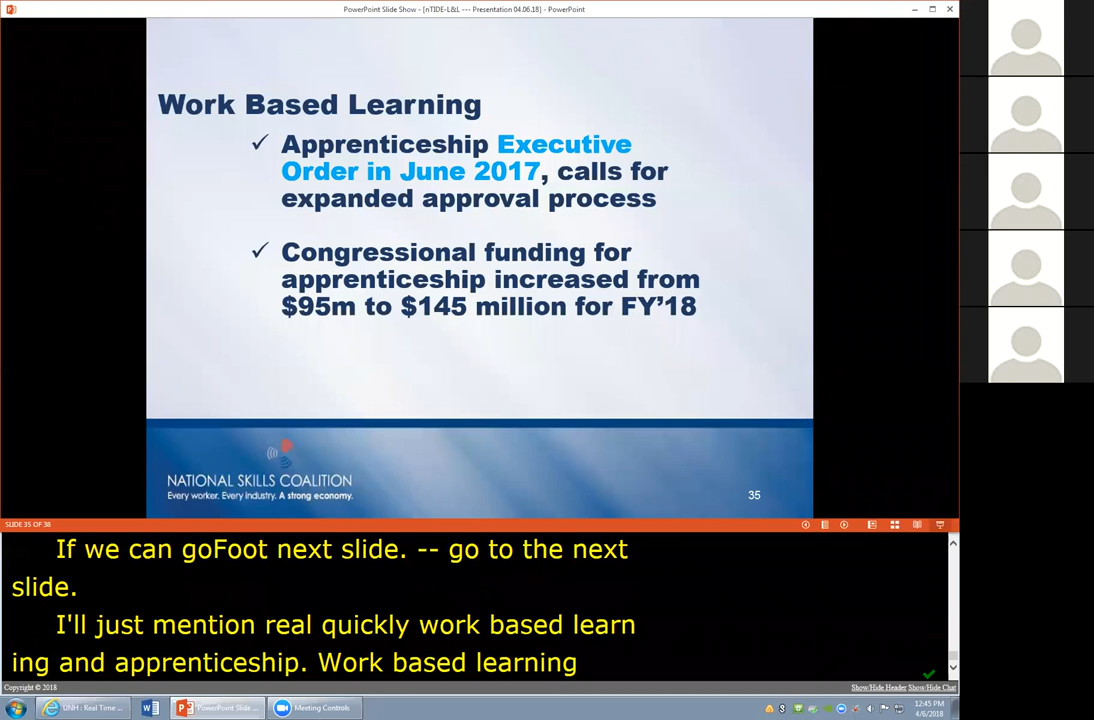 PowerPoint Slide Show - [nTIDE-L&L --- Presentation 04.06.18] - PowerPoint
Work Based Learning
✓ Apprenticeship Executive
Order in June 2017, calls for
expanded approval process
✓ Congressional funding for
apprenticeship increased from
$95m to $145 million for FY’18
NATIONAL SKILLS COALITION
Every worker. Every industry. A strong economy.
35
SLIDE 35 OF 38
If we can goFoot next slide. -- go to the next
slide.
I'll just mention real quickly work based learn
ing and apprenticeship. Work based learning
Copyright © 2018
Show/Hide Header Show/Hide Chat
UNH : Real Time ...
PowerPoint Slide ...
Meeting Controls
12:45 PM
4/6/2018